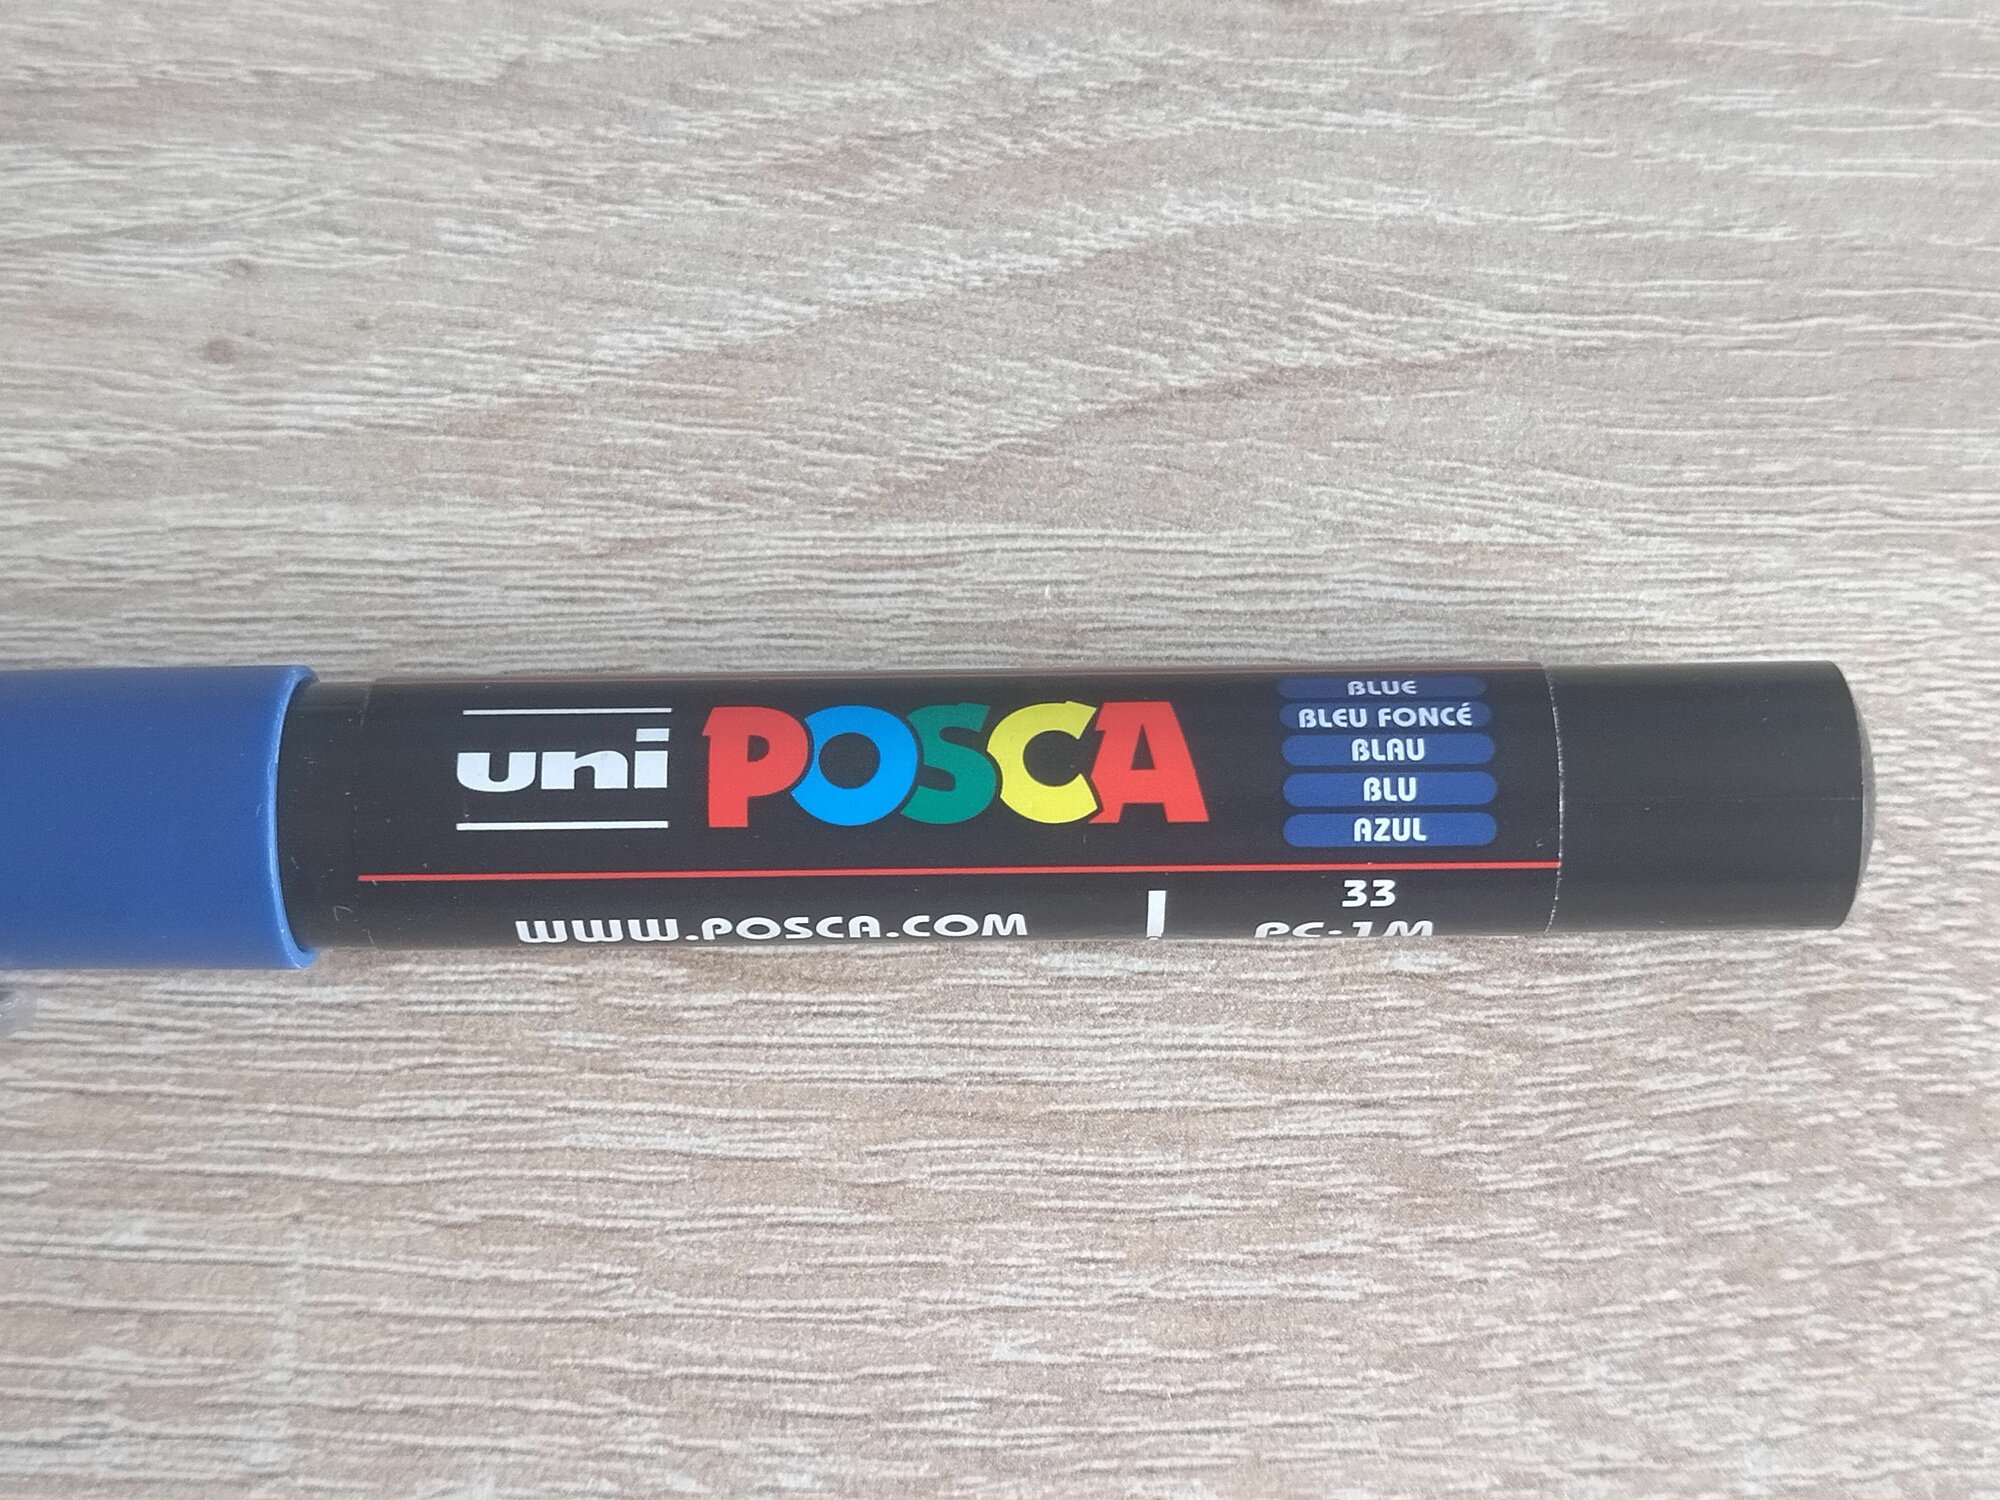 uni POSCA
BLUE
BLEU FONCÉ
BLAU
BLU
AZUL
WWW.POSCA.COM
33
PC-1M